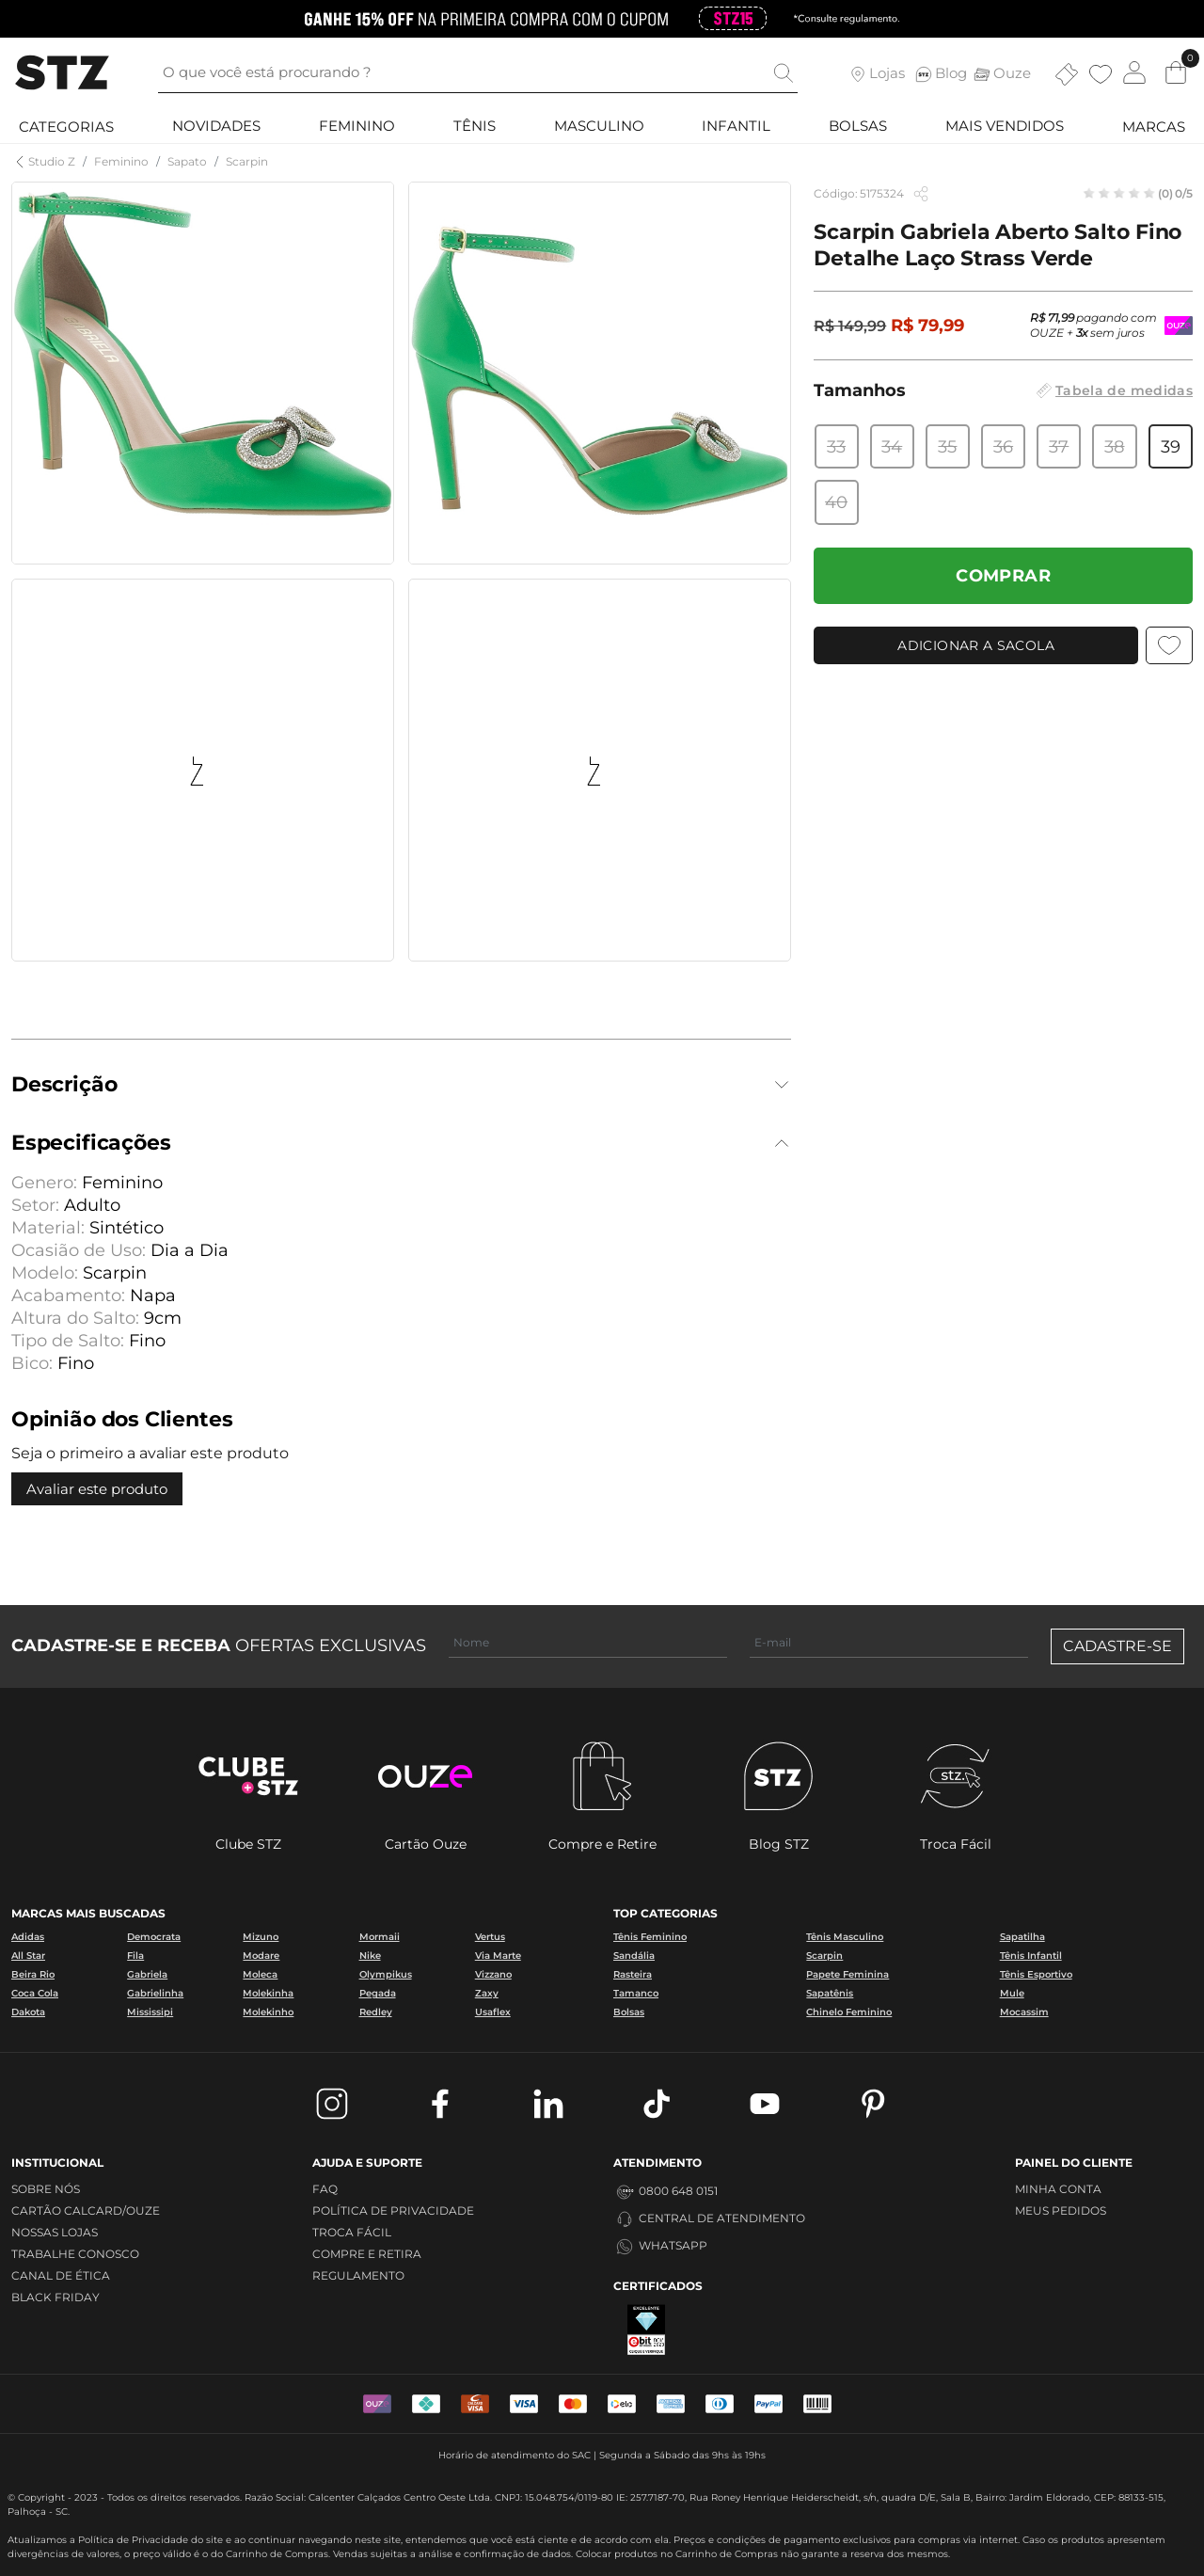 GANHE 15% OFF NA PRIMEIRA COMPRA COM O CUPOM STZ15 *Consulte regulamento.
STZ
O que você está procurando ?
Lojas
STZ Blog
Ouze
0
CATEGORIAS NOVIDADES FEMININO TÊNIS MASCULINO INFANTIL BOLSAS MAIS VENDIDOS MARCAS
Studio Z / Feminino / Sapato / Scarpin
GABRIELA
Código: 5175324
(0) 0/5
Scarpin Gabriela Aberto Salto Fino
Detalhe Laço Strass Verde
R$ 149,99 R$ 79,99
R$ 71,99 pagando com
OUZE + 3x sem juros
OUZ
Tamanhos
Tabela de medidas
33 34 35 36 37 38 39
40
COMPRAR
ADICIONAR A SACOLA
Descrição
Especificações
Genero: Feminino
Setor: Adulto
Material: Sintético
Ocasião de Uso: Dia a Dia
Modelo: Scarpin
Acabamento: Napa
Altura do Salto: 9cm
Tipo de Salto: Fino
Bico: Fino
Opinião dos Clientes
Seja o primeiro a avaliar este produto
Avaliar este produto
CADASTRE-SE E RECEBA OFERTAS EXCLUSIVAS
Nome
E-mail
CADASTRE-SE
CLUBE
+STZ
ouze
STZ
stz.
Clube STZ
Cartão Ouze
Compre e Retire
Blog STZ
Troca Fácil
MARCAS MAIS BUSCADAS
Adidas Democrata Mizuno Mormaii Vertus
All Star Fila Modare Nike Via Marte
Beira Rio Gabriela Moleca Olympikus Vizzano
Coca Cola Gabrielinha Molekinha Pegada Zaxy
Dakota Mississipi Molekinho Redley Usaflex
TOP CATEGORIAS
Tênis Feminino Tênis Masculino Sapatilha
Sandália Scarpin Tênis Infantil
Rasteira Papete Feminina Tênis Esportivo
Tamanco Sapatênis Mule
Bolsas Chinelo Feminino Mocassim
INSTITUCIONAL
SOBRE NÓS
CARTÃO CALCARD/OUZE
NOSSAS LOJAS
TRABALHE CONOSCO
CANAL DE ÉTICA
BLACK FRIDAY
AJUDA E SUPORTE
FAQ
POLÍTICA DE PRIVACIDADE
TROCA FÁCIL
COMPRE E RETIRA
REGULAMENTO
ATENDIMENTO
0800 648 0151
CENTRAL DE ATENDIMENTO
WHATSAPP
CERTIFICADOS
EXCELENTE
ebit
PAINEL DO CLIENTE
MINHA CONTA
MEUS PEDIDOS
OUZ
VISA
VISA
elo
PayPal
Horário de atendimento do SAC | Segunda a Sábado das 9hs às 19hs
© Copyright - 2023 - Todos os direitos reservados. Razão Social: Calcenter Calçados Centro Oeste Ltda. CNPJ: 15.048.754/0119-80 IE: 257.7187-70, Rua Roney Henrique Heiderscheidt, s/n, quadra D/E, Sala B, Bairro: Jardim Eldorado, CEP: 88133-515,
Palhoça - SC.
Atualizamos a Política de Privacidade do site e ao continuar navegando neste site, entendemos que você está ciente e de acordo com ela. Preços e condições de pagamento exclusivos para compras via internet. Caso os produtos apresentem
divergências de valores, o preço válido é o do Carrinho de Compras. Vendas sujeitas a análise e confirmação de dados. Colocar produtos no Carrinho de Compras não garante a reserva dos mesmos.